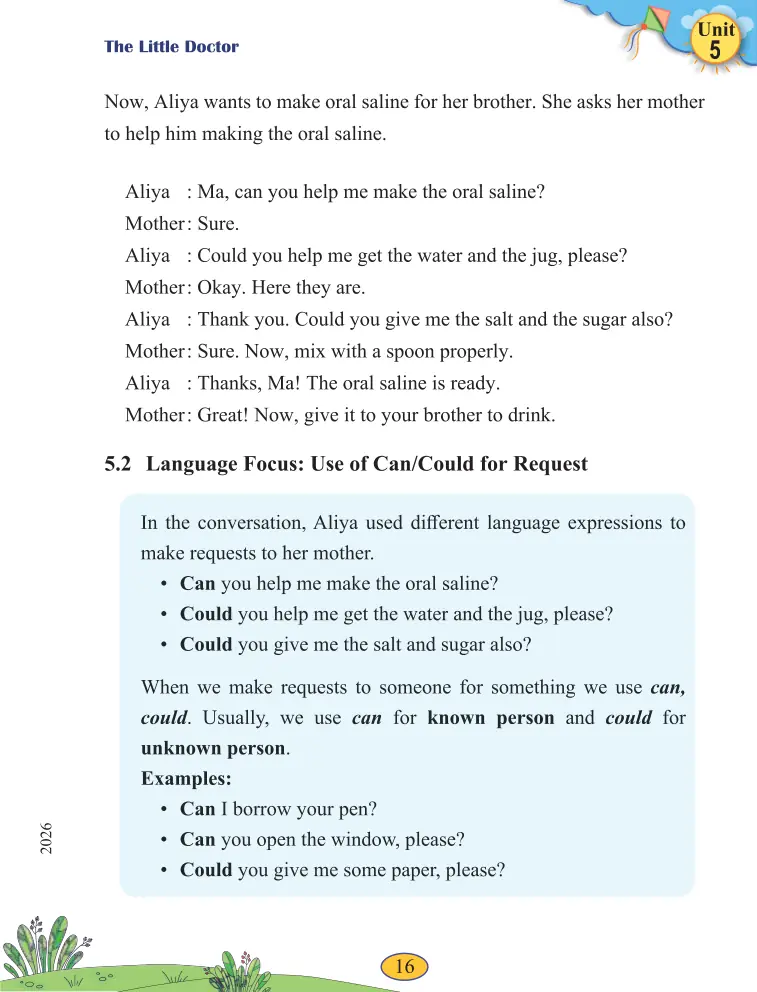 The Little Doctor
Unit
5
Now, Aliya wants to make oral saline for her brother. She asks her mother
to help him making the oral saline.
Aliya : Ma, can you help me make the oral saline?
Mother : Sure.
Aliya : Could you help me get the water and the jug, please?
Mother : Okay. Here they are.
Aliya : Thank you. Could you give me the salt and the sugar also?
Mother : Sure. Now, mix with a spoon properly.
Aliya : Thanks, Ma! The oral saline is ready.
Mother : Great! Now, give it to your brother to drink.
5.2 Language Focus: Use of Can/Could for Request
In the conversation, Aliya used different language expressions to
make requests to her mother.
• Can you help me make the oral saline?
• Could you help me get the water and the jug, please?
• Could you give me the salt and sugar also?
When we make requests to someone for something we use can,
could. Usually, we use can for known person and could for
unknown person.
Examples:
• Can I borrow your pen?
• Can you open the window, please?
• Could you give me some paper, please?
2026
16